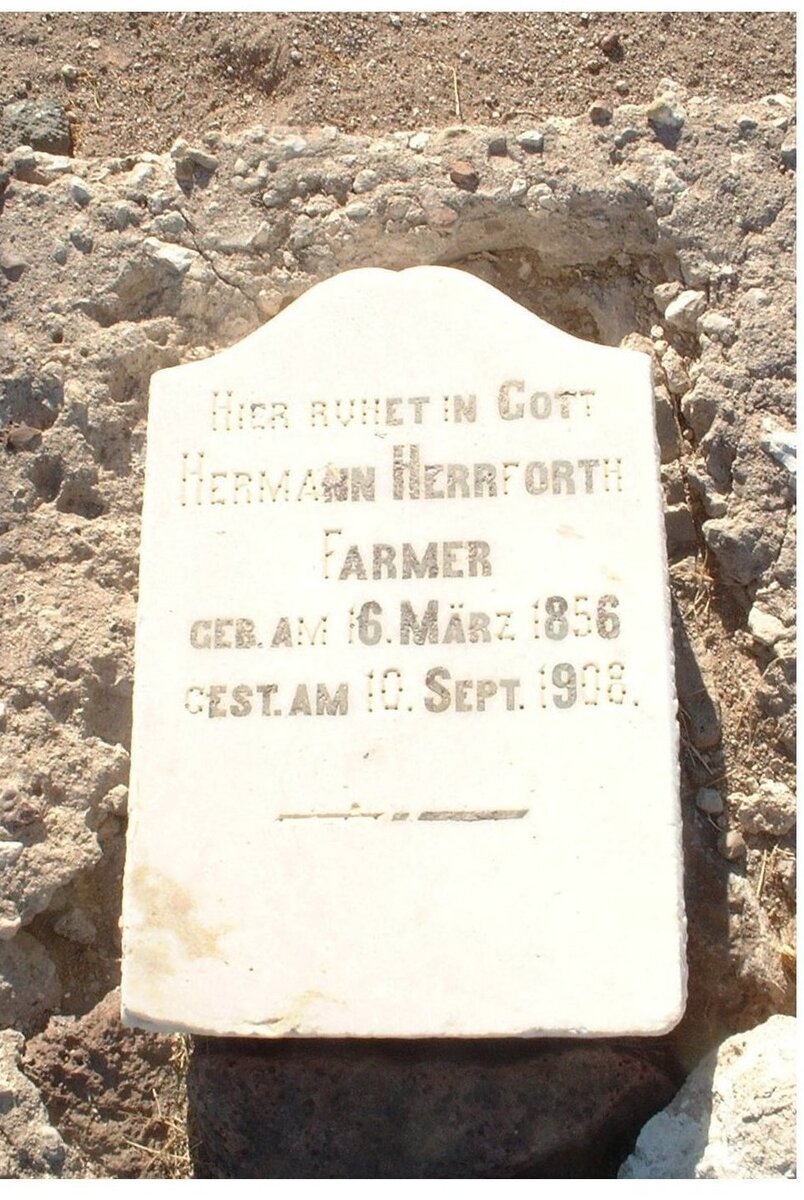 HIER RUHET IN GOTT
HERMANN HERRFORTH
FARMER
GEB. AM 16. MÄRZ 1856
GEST. AM 10. SEPT. 1908.